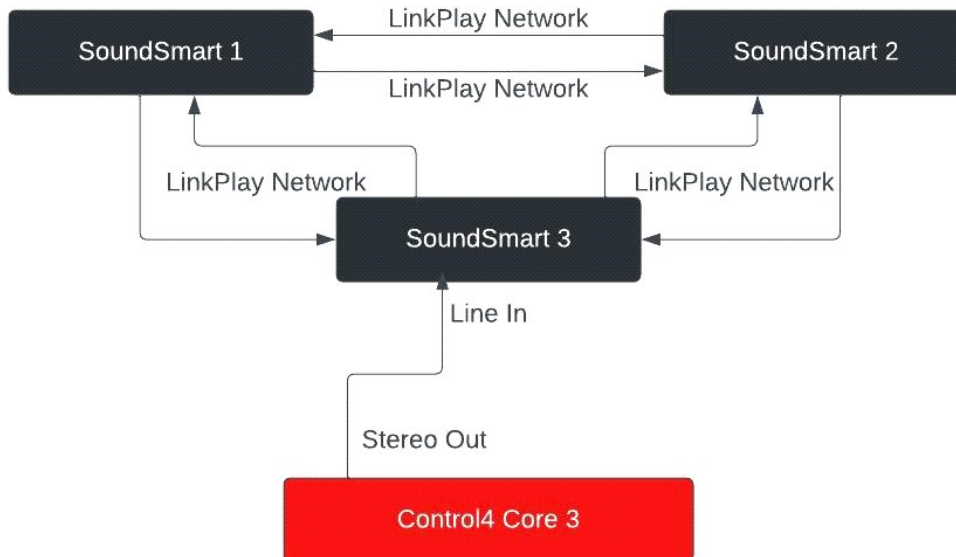 LinkPlay Network
SoundSmart 1
SoundSmart 2
LinkPlay Network
LinkPlay Network
LinkPlay Network
SoundSmart 3
Line In
Stereo Out
Control4 Core 3